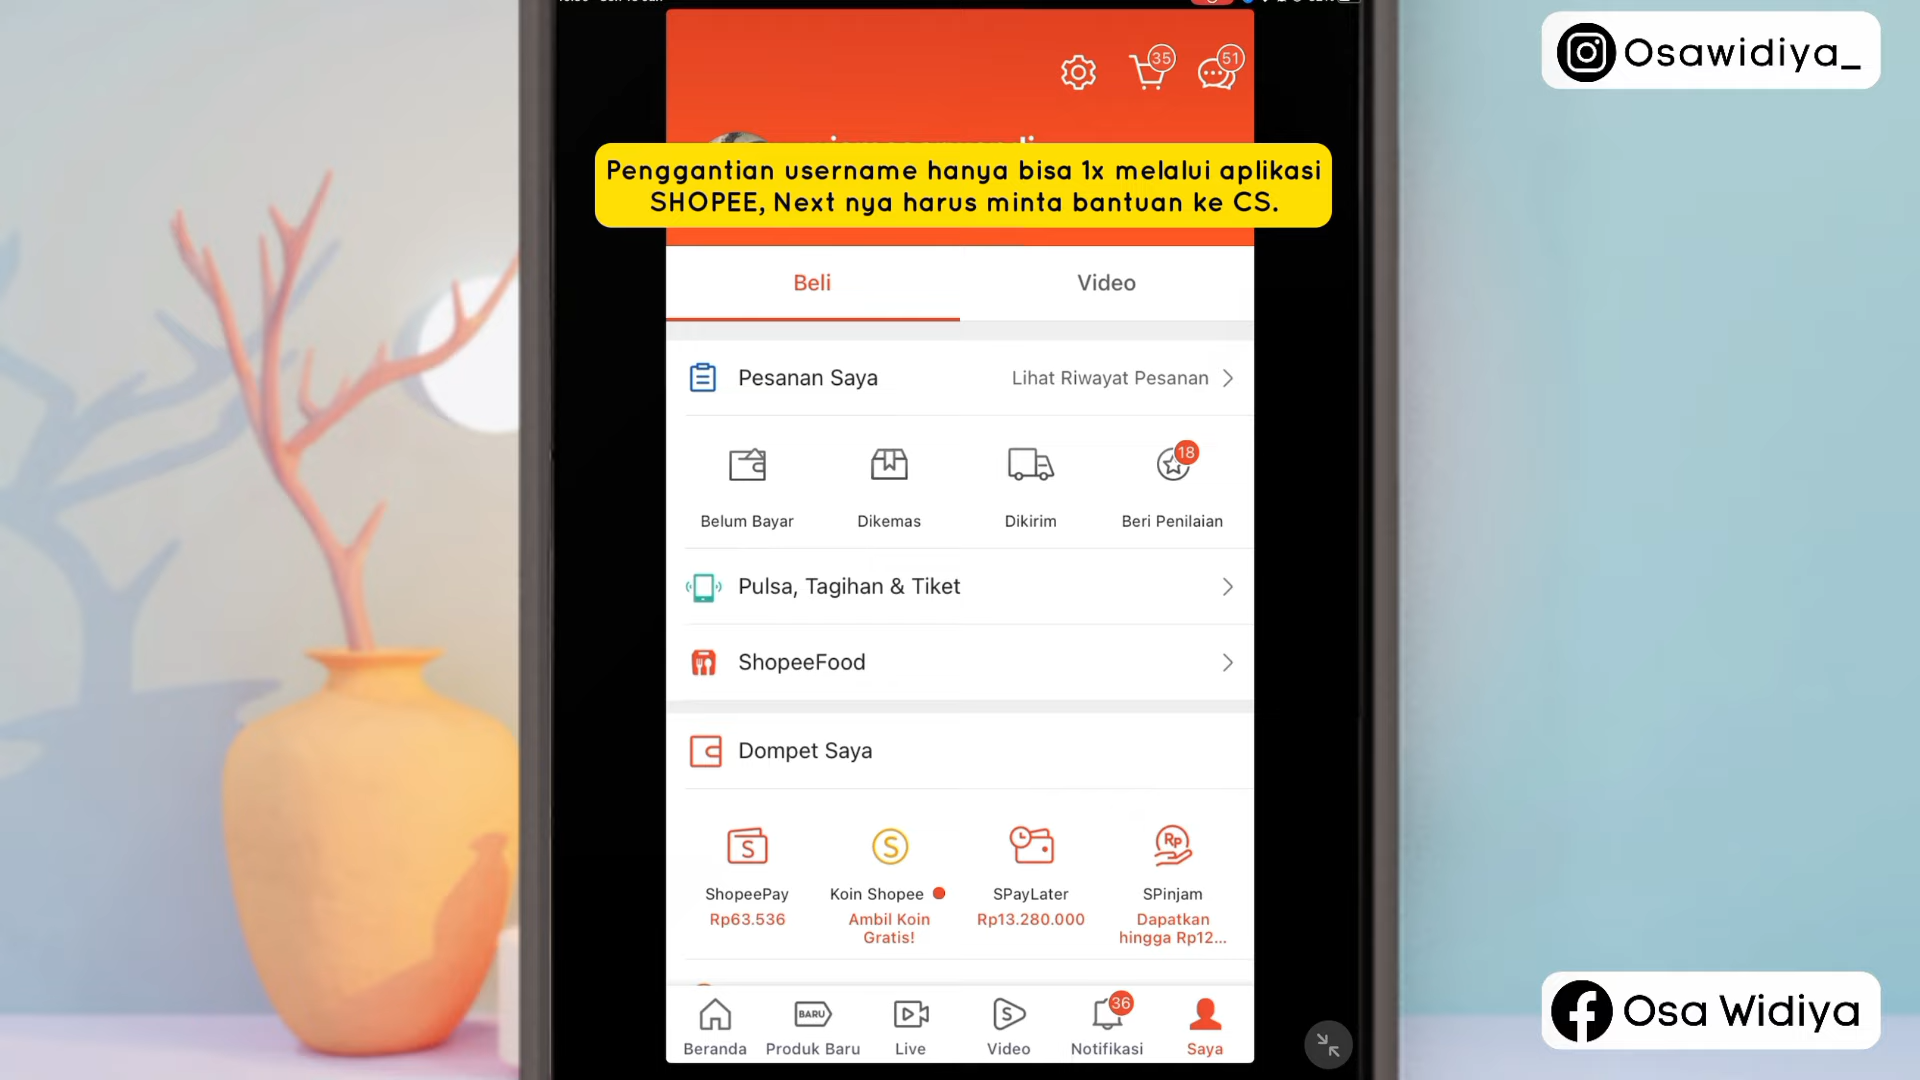 35
51
Osawidiya_
Penggantian username hanya bisa 1x melalui aplikasi
SHOPEE, Next nya harus minta bantuan ke CS.
Beli
Video
Pesanan Saya
Lihat Riwayat Pesanan
18
Belum Bayar
Dikemas
Dikirim
Beri Penilaian
Pulsa, Tagihan & Tiket
ShopeeFood
Dompet Saya
S
S
Rp
ShopeePay
Koin Shopee
SPayLater
SPinjam
Rp63.536
Ambil Koin
Gratis!
Rp13.280.000
Dapatkan
hingga Rp12...
BARU
S
36
Beranda
Produk Baru
Live
Video
Notifikasi
Saya
Osa Widiya